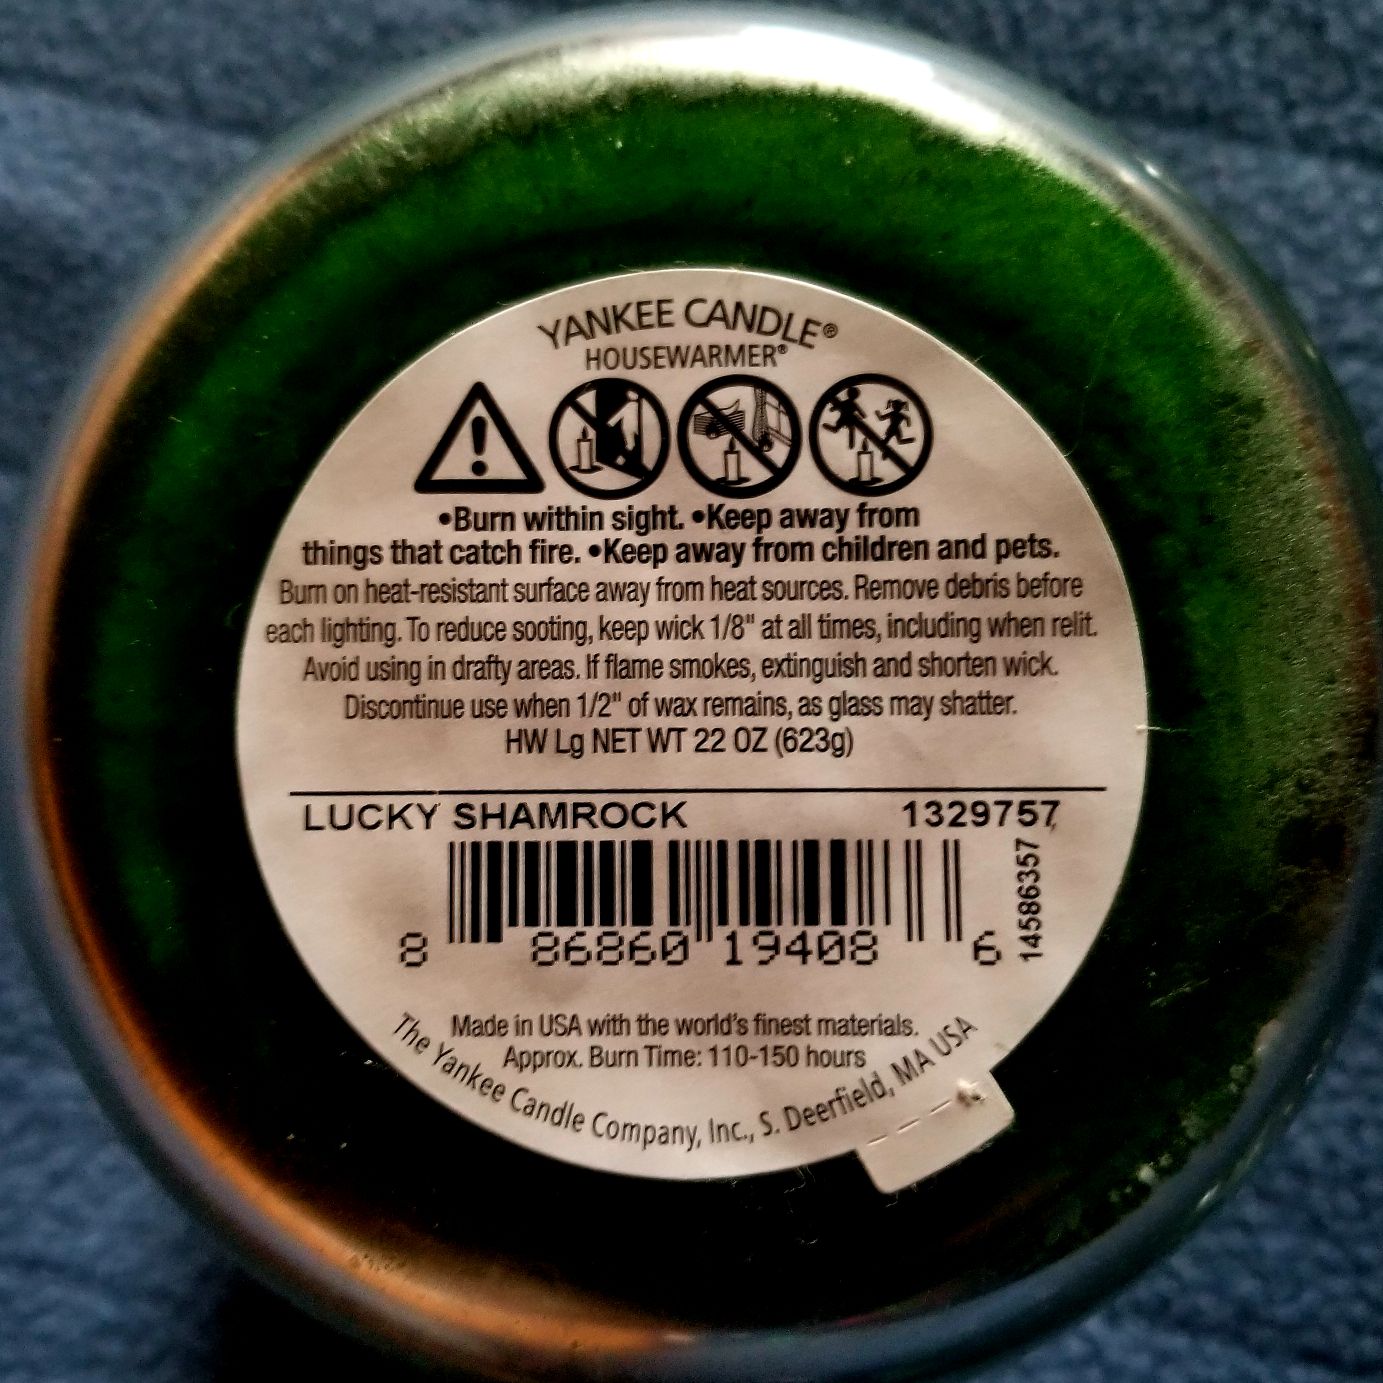 YANKEE CANDLE®
HOUSEWARMER®
•Burn within sight. •Keep away from
things that catch fire. •Keep away from children and pets.
Burn on heat-resistant surface away from heat sources. Remove debris before
each lighting. To reduce sooting, keep wick 1/8" at all times, including when relit.
Avoid using in drafty areas. If flame smokes, extinguish and shorten wick.
Discontinue use when 1/2" of wax remains, as glass may shatter.
HW Lg NET WT 22 OZ (623g)
LUCKY SHAMROCK 1329757
14586357
8 86860 19408 6
Made in USA with the world's finest materials.
Approx. Burn Time: 110-150 hours
The Yankee Candle Company, Inc., S. Deerfield, MA USA